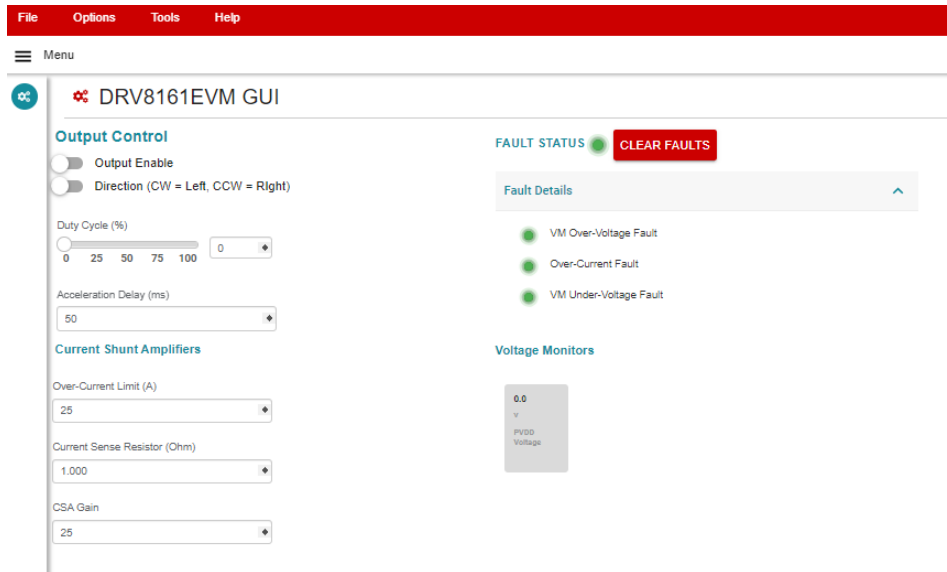 File Options Tools Help
Menu
DRV8161EVM GUI
Output Control
Output Enable
Direction (CW = Left, CCW = RIght)
Duty Cycle (%)
0
0 25 50 75 100
Acceleration Delay (ms)
50
Current Shunt Amplifiers
Over-Current Limit (A)
25
Current Sense Resistor (Ohm)
1.000
CSA Gain
25
FAULT STATUS CLEAR FAULTS
Fault Details
VM Over-Voltage Fault
Over-Current Fault
VM Under-Voltage Fault
Voltage Monitors
0.0
V
PVDD
Voltage